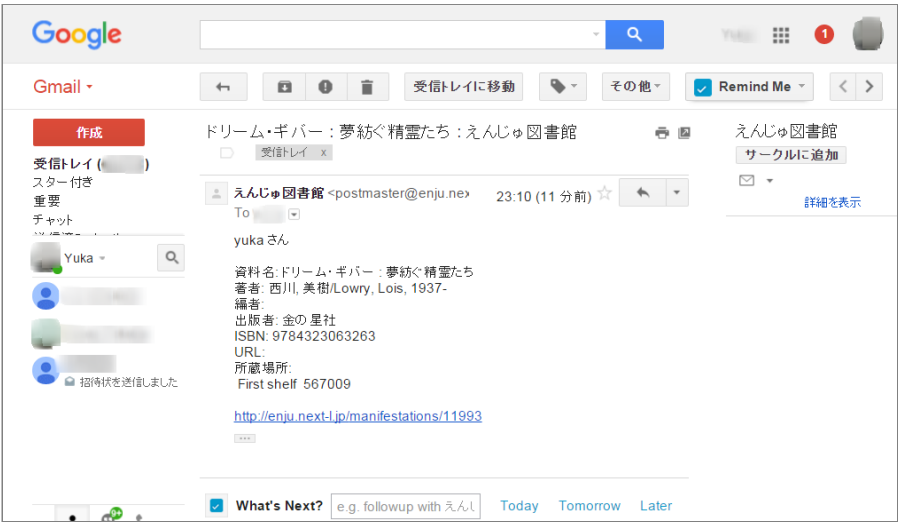 Google
1
Gmail
受信トレイに移動
その他
Remind Me
作成
受信トレイ (
)
スター付き
重要
チャット
Yuka
招待状を送信しました
ドリーム・ギバー : 夢紡ぐ精霊たち : えんじゅ図書館
受信トレイ x
えんじゅ図書館 <postmaster@enju.nex
23:10 (11 分前)
To
yuka さん
資料名:ドリーム・ギバー : 夢紡ぐ精霊たち
著者: 西川, 美樹/Lowry, Lois, 1937-
編者:
出版者: 金の星社
ISBN: 9784323063263
URL:
所蔵場所:
First shelf 567009
http://enju.next-l.jp/manifestations/11993
What's Next?
e.g. followup with えんし
Today
Tomorrow
Later
えんじゅ図書館
サークルに追加
詳細を表示